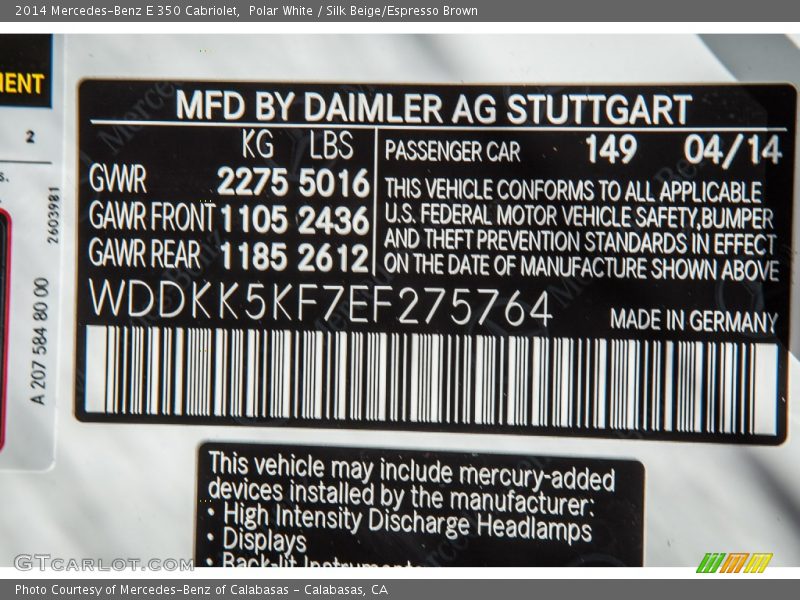 2014 Mercedes-Benz E 350 Cabriolet,  Polar White / Silk Beige/Espresso Brown
MENT
2
s.
2603981
A 207 584 80 00
MFD BY DAIMLER AG STUTTGART
KG LBS
GWR 2275 5016
GAWR FRONT 1105 2436
GAWR REAR 1185 2612
PASSENGER CAR 149 04/14
THIS VEHICLE CONFORMS TO ALL APPLICABLE
U.S. FEDERAL MOTOR VEHICLE SAFETY,BUMPER
AND THEFT PREVENTION STANDARDS IN EFFECT
ON THE DATE OF MANUFACTURE SHOWN ABOVE
WDDKK5KF7EF275764
MADE IN GERMANY
This vehicle may include mercury-added
devices installed by the manufacturer:
• High Intensity Discharge Headlamps
• Displays
• Back-lit Instruments
GTCARLOT.COM
Photo Courtesy of Mercedes-Benz of Calabasas - Calabasas, CA